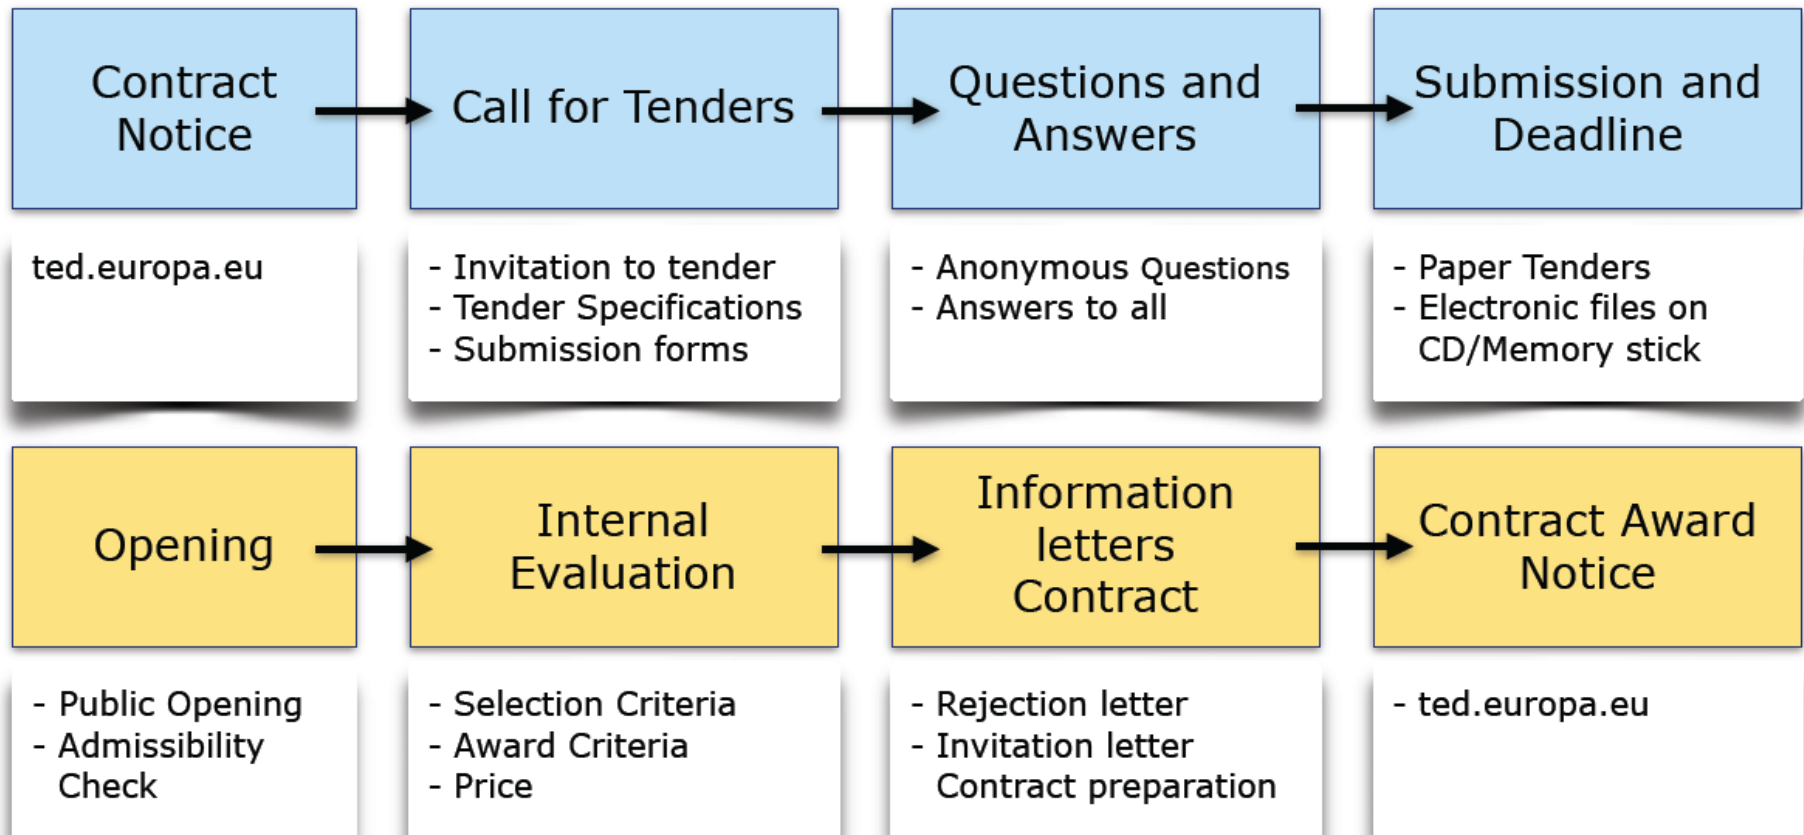 Contract
Notice
Call for Tenders
Questions and
Answers
Submission and
Deadline
ted.europa.eu
- Invitation to tender
- Tender Specifications
- Submission forms
- Anonymous Questions
- Answers to all
- Paper Tenders
- Electronic files on
CD/Memory stick
Opening
Internal
Evaluation
Information
letters
Contract
Contract Award
Notice
- Public Opening
- Admissibility
Check
- Selection Criteria
- Award Criteria
- Price
- Rejection letter
- Invitation letter
Contract preparation
- ted.europa.eu